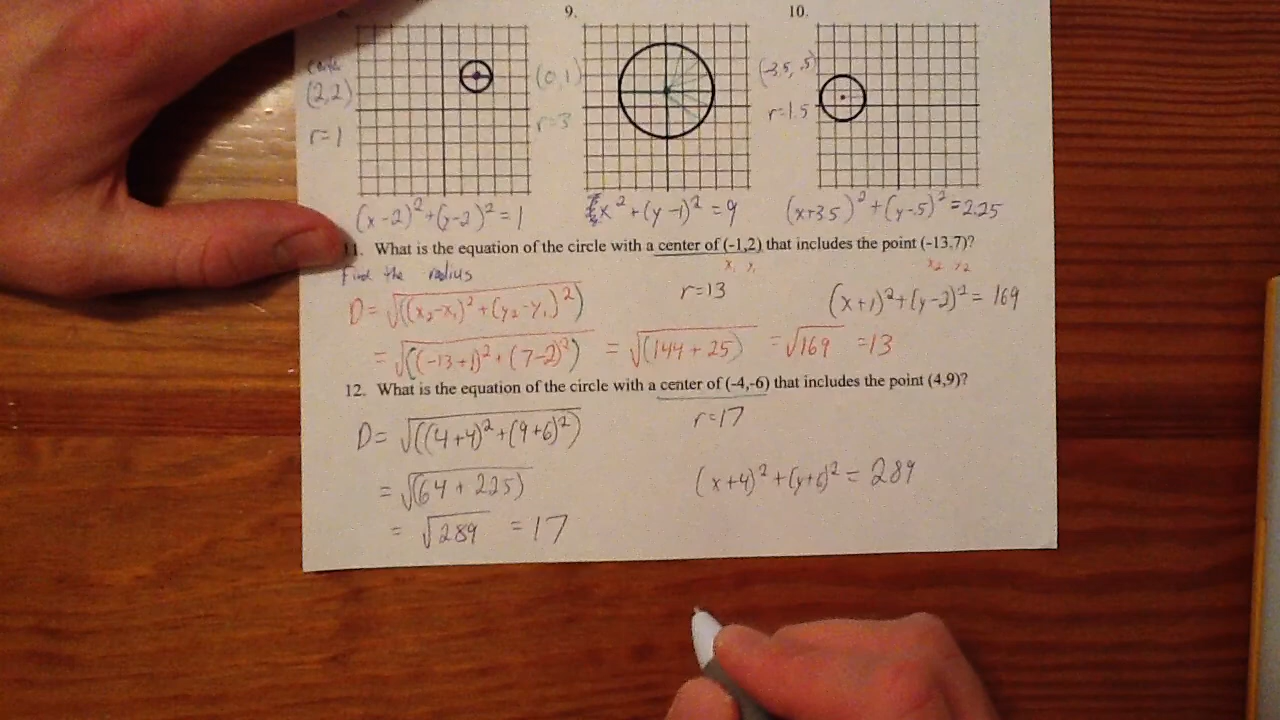 9.
10.
center
(2,2)
r=1
(0,1)
r=3
(-3.5, .5)
r=1.5
(x-2)²+(y-2)²=1
x²+(y-1)²=9
(x+3.5)²+(y-.5)²=2.25
11. What is the equation of the circle with a center of (-1,2) that includes the point (-13,7)?
x₁ y₁
x₂ y₂
Find the radius
D=√((x₂-x₁)²+(y₂-y₁)²)
r=13
(x+1)²+(y-2)²=169
=√((-13+1)²+(7-2)²) =√(144+25) =√169 =13
12. What is the equation of the circle with a center of (-4,-6) that includes the point (4,9)?
D=√((4+4)²+(9+6)²)
r=17
=√(64+225)
(x+4)²+(y+6)²=289
=√289 =17